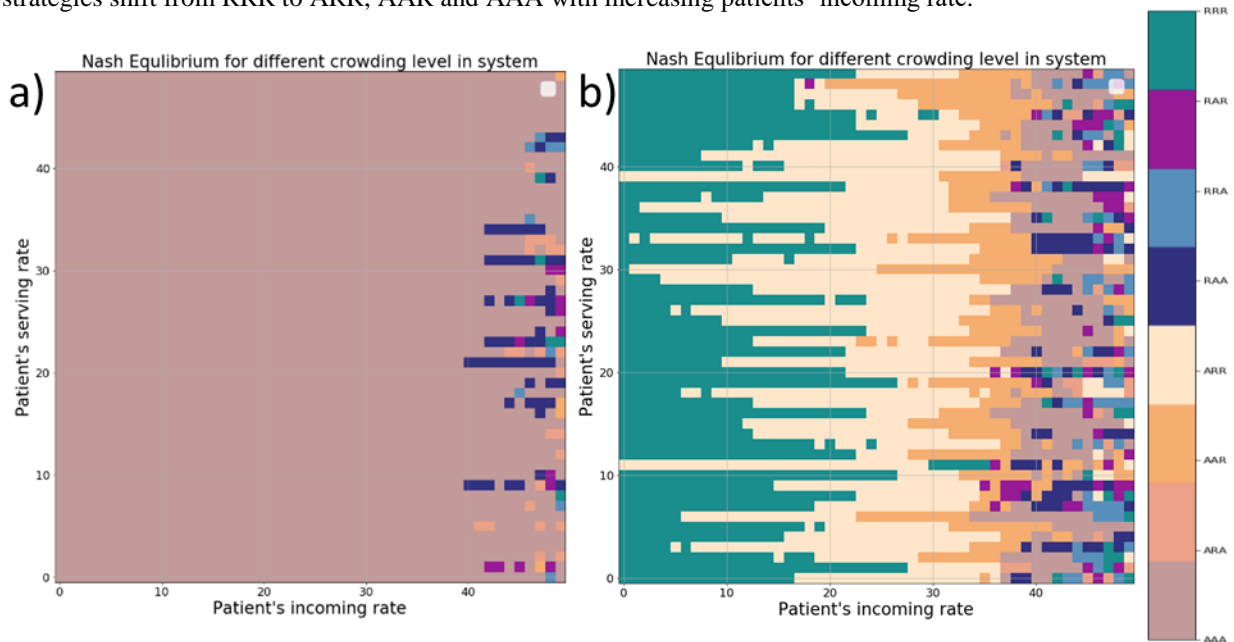 strategies shift from RRR to ARR, AAR and AAA with increasing patients' incoming rate.
Nash Equlibrium for different crowding level in system
Nash Equlibrium for different crowding level in system
a)
b)
Patient's serving rate
40
30
20
10
0
0 10 20 30 40
Patient's incoming rate
Patient's serving rate
40
30
20
10
0
0 10 20 30 40
Patient's incoming rate
RRR
RAR
RRA
RAA
ARR
AAR
ARA
AAA